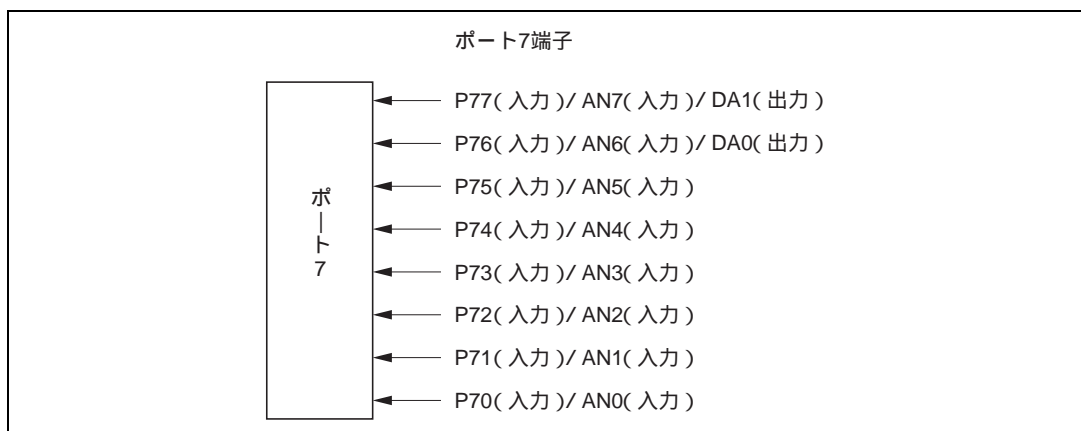 ポート7端子
P77(入力)/ AN7(入力)/ DA1(出力)
P76(入力)/ AN6(入力)/ DA0(出力)
P75(入力)/ AN5(入力)
P74(入力)/ AN4(入力)
P73(入力)/ AN3(入力)
P72(入力)/ AN2(入力)
P71(入力)/ AN1(入力)
P70(入力)/ AN0(入力)
ポート7